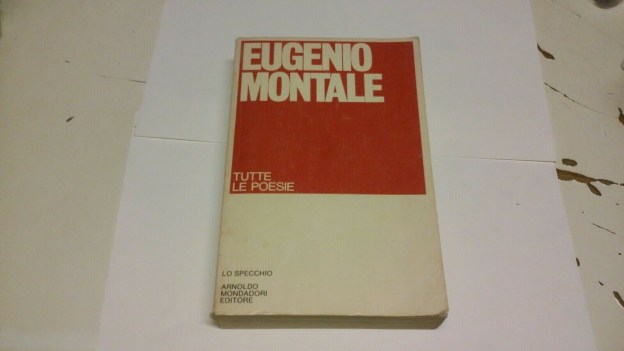 EUGENIO
MONTALE
TUTTE
LE POESIE
LO SPECCHIO
ARNOLDO
MONDADORI
EDITORE